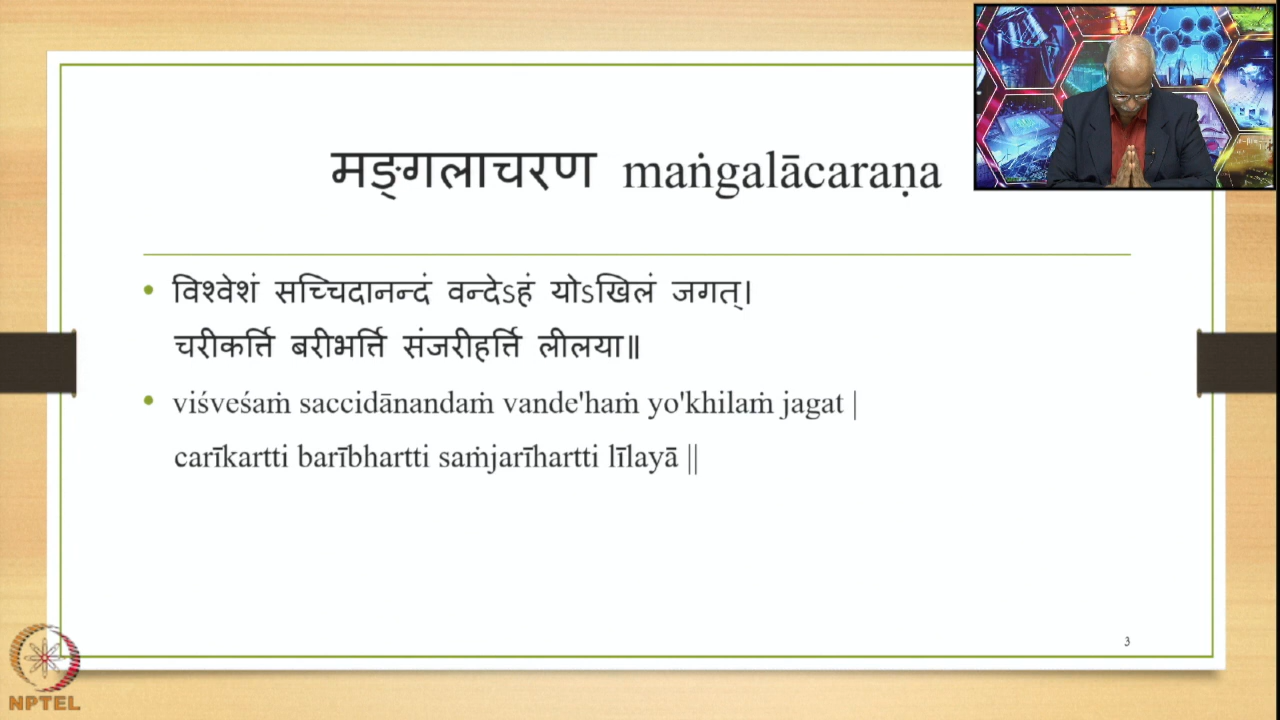 मङ्गलाचरण maṅgalācaraṇa
• विश्वेशं सच्चिदानन्दं वन्देऽहं योऽखिलं जगत्।
चरीकर्त्ति बरीभर्त्ति संजरीहर्त्ति लीलया॥
• viśveśaṁ saccidānandaṁ vande'haṁ yo'khilaṁ jagat |
carīkartti barībhartti saṁjarīhartti līlayā ||
3
NPTEL